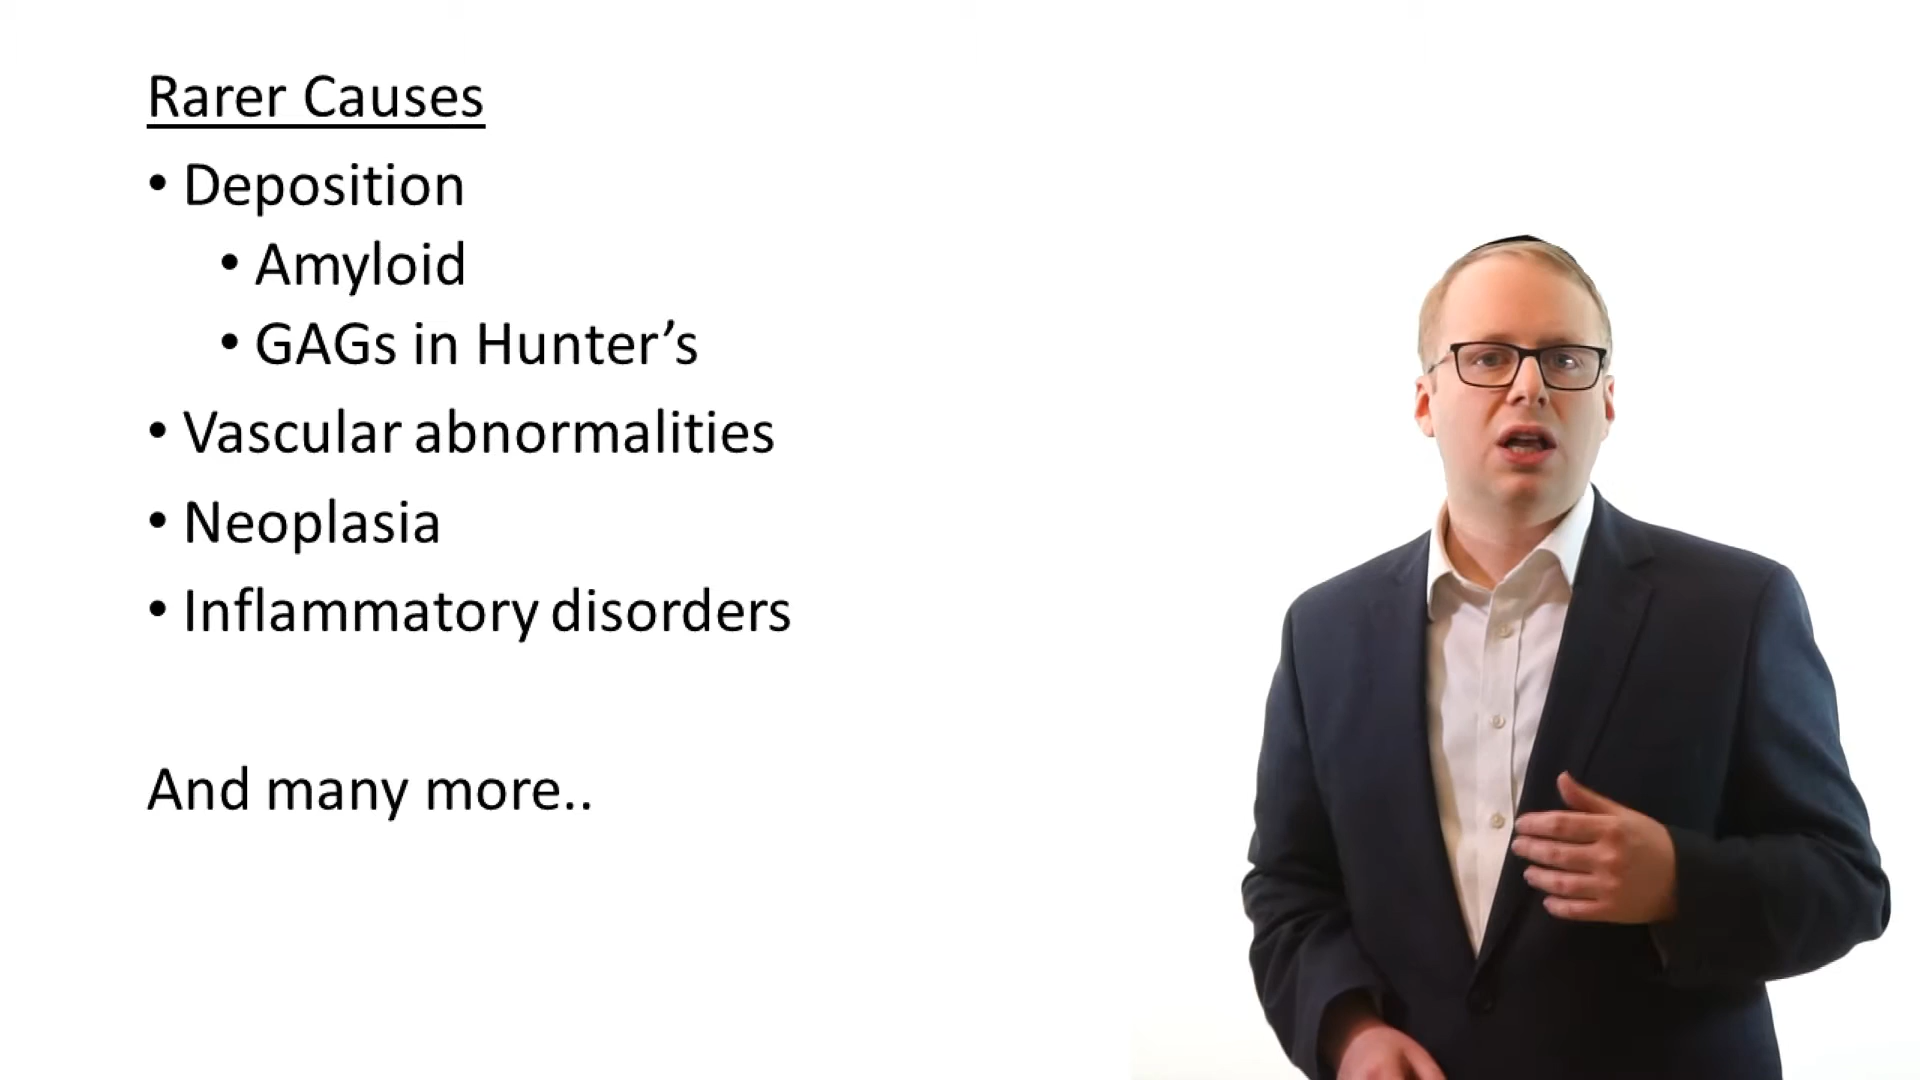 Rarer Causes
• Deposition
• Amyloid
• GAGs in Hunter’s
• Vascular abnormalities
• Neoplasia
• Inflammatory disorders
And many more..